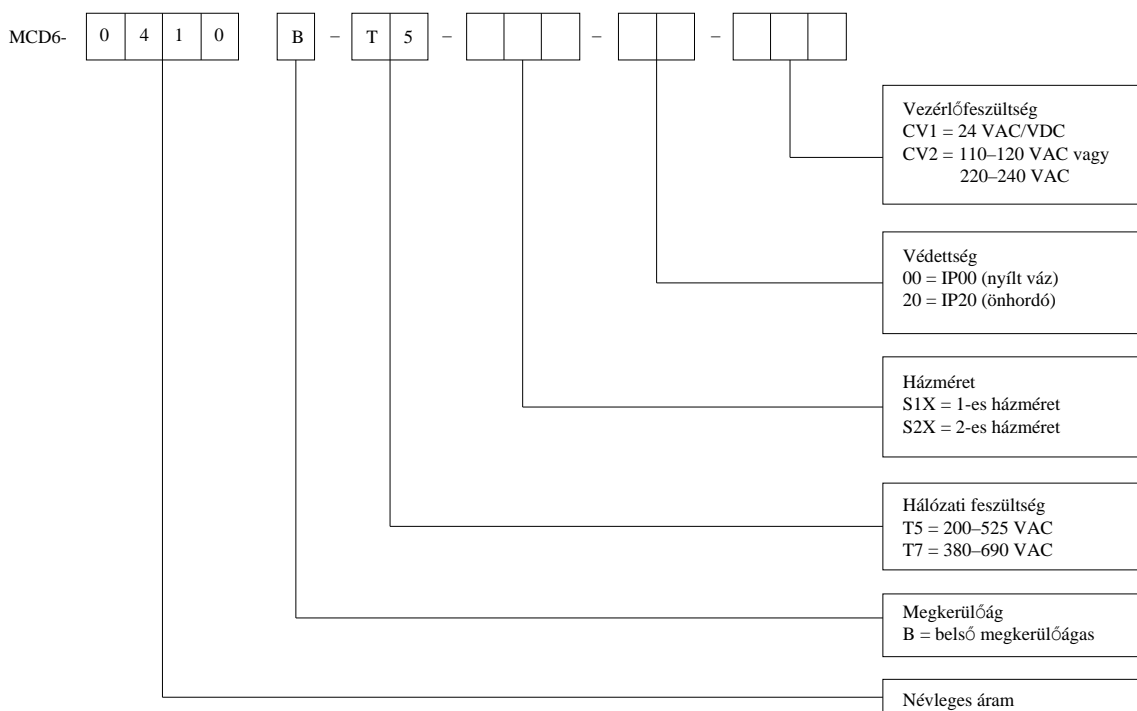 MCD6- 0 4 1 0 B – T 5 – – –
Vezérlőfeszültség
CV1 = 24 VAC/VDC
CV2 = 110–120 VAC vagy
220–240 VAC
Védettség
00 = IP00 (nyílt váz)
20 = IP20 (önhordó)
Házméret
S1X = 1-es házméret
S2X = 2-es házméret
Hálózati feszültség
T5 = 200–525 VAC
T7 = 380–690 VAC
Megkerülőág
B = belső megkerülőágas
Névleges áram